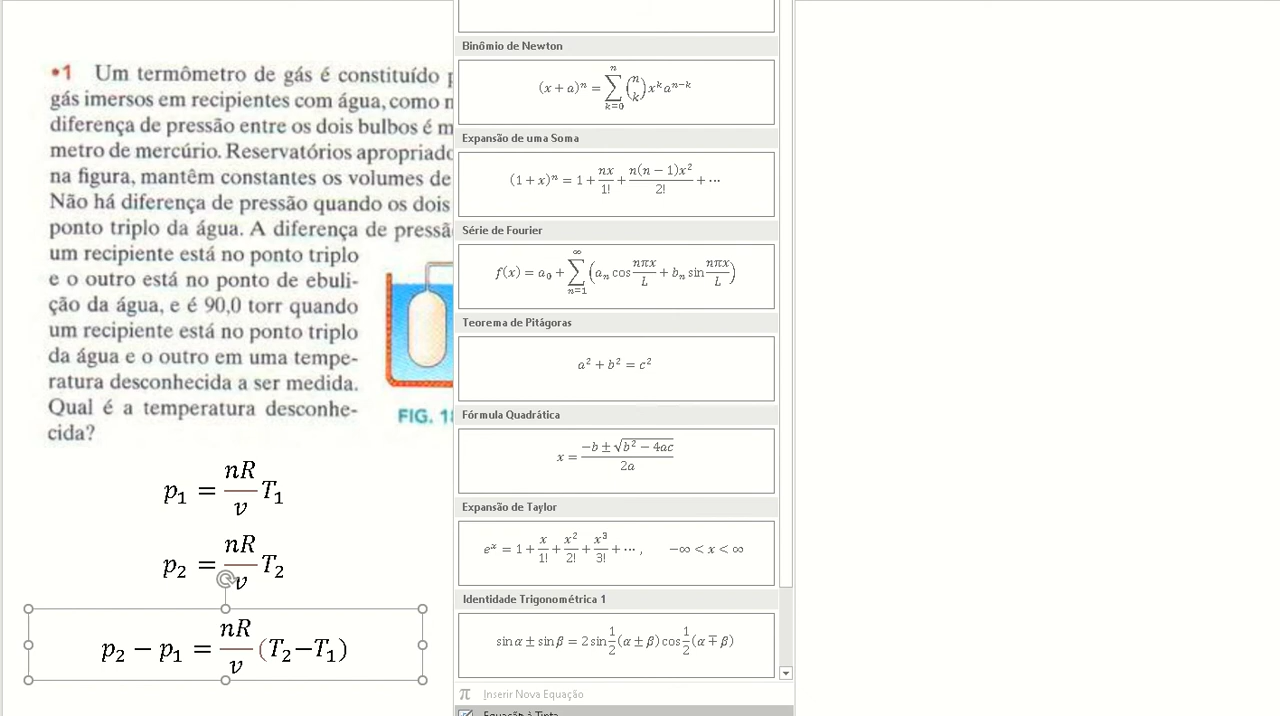 •1 Um termômetro de gás é constituído
gás imersos em recipientes com água, como
diferença de pressão entre os dois bulbos é
metro de mercúrio. Reservatórios
na figura, mantêm constantes os volumes de
Não há diferença de pressão quando os dois
ponto triplo da água. A diferença de
um recipiente está no ponto triplo
e o outro está no ponto de ebuli-
ção da água, e é 90,0 torr quando
um recipiente está no ponto triplo
da água e o outro em uma tempe-
ratura desconhecida a ser medida.
Qual é a temperatura desconhe-
cida?
FIG.
p₁ = nR/v T₁
p₂ = nR/v T₂
p₂ − p₁ = nR/v (T₂−T₁)
Binômio de Newton
(x + a)ⁿ = ∑_{k=0}^{n} (n k) x^k a^{n−k}
Expansão de uma Soma
(1 + x)ⁿ = 1 + nx/1! + n(n − 1)x²/2! + ⋯
Série de Fourier
f(x) = a₀ + ∑_{n=1}^{∞} (aₙ cos nπx/L + bₙ sin nπx/L)
Teorema de Pitágoras
a² + b² = c²
Fórmula Quadrática
x = −b ± √(b² − 4ac) / 2a
Expansão de Taylor
e^x = 1 + x/1! + x²/2! + x³/3! + ⋯ , −∞ < x < ∞
Identidade Trigonométrica 1
sin α ± sin β = 2 sin 1/2 (α ± β) cos 1/2 (α ∓ β)
π Inserir Nova Equação
Equação à Tinta